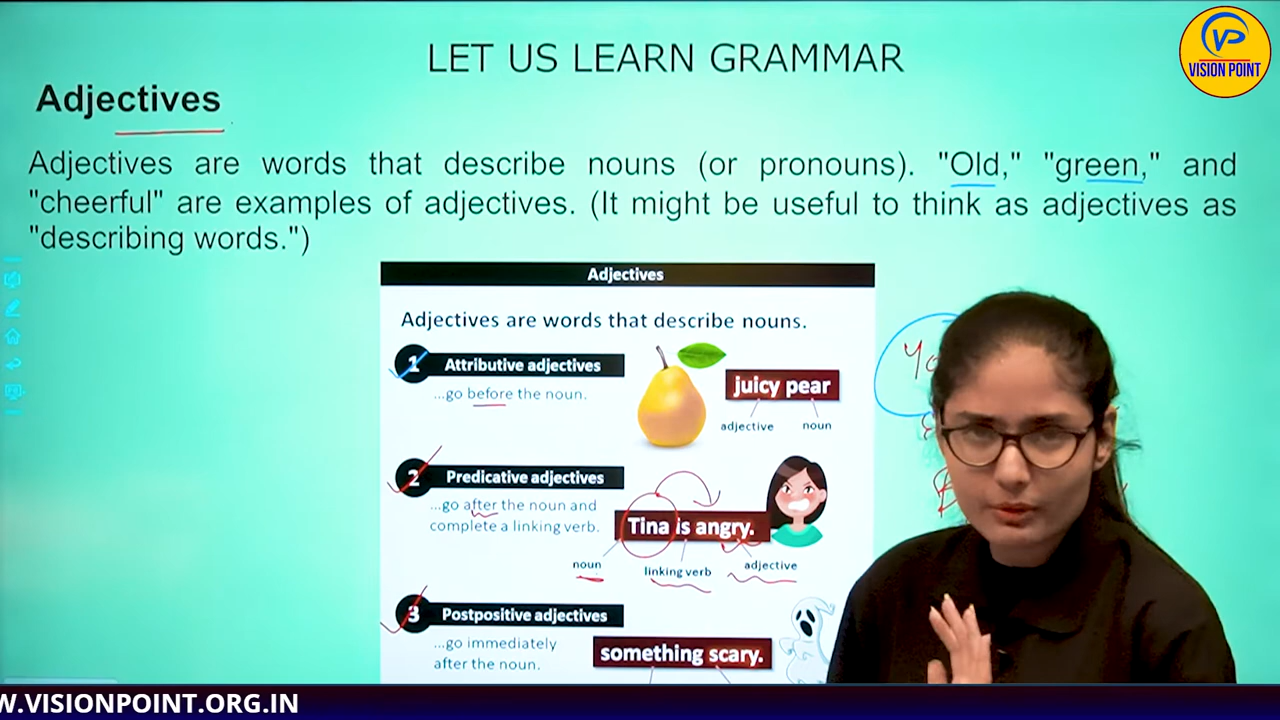 LET US LEARN GRAMMAR
VISION POINT
Adjectives
Adjectives are words that describe nouns (or pronouns). "Old," "green," and
"cheerful" are examples of adjectives. (It might be useful to think as adjectives as
"describing words.")
Adjectives
Adjectives are words that describe nouns.
1 Attributive adjectives
...go before the noun.
juicy pear
adjective noun
2 Predicative adjectives
...go after the noun and
complete a linking verb.
Tina is angry.
noun linking verb adjective
3 Postpositive adjectives
...go immediately
after the noun.
something scary.
W.VISIONPOINT.ORG.IN